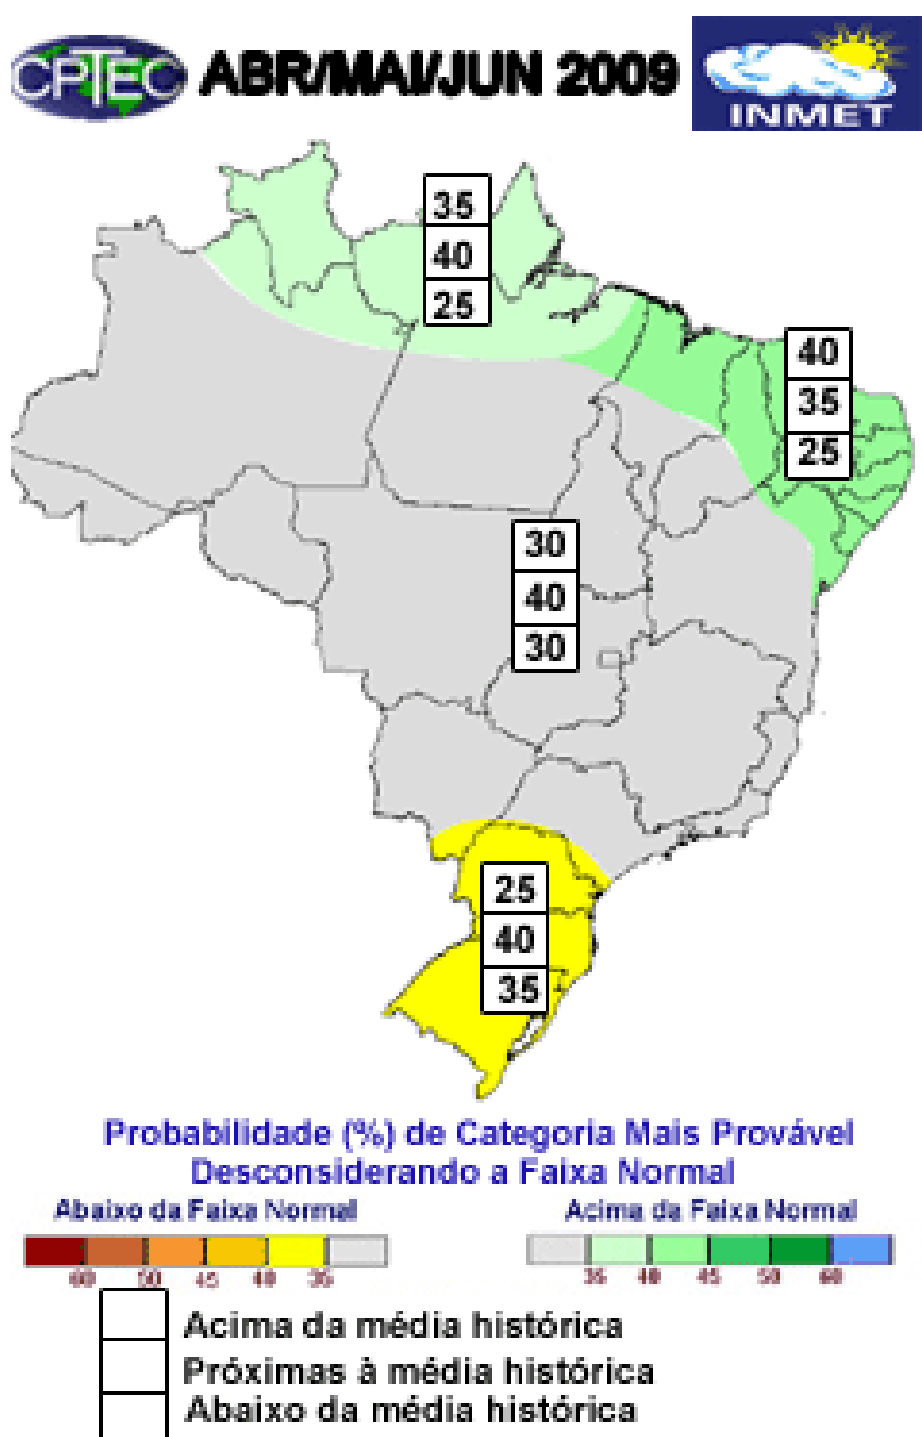 CPTEC ABR/MAI/JUN 2009
INMET
35
40
25
40
35
25
30
40
30
25
40
35
Probabilidade (%) de Categoria Mais Provável
Desconsiderando a Faixa Normal
Abaixo da Faixa Normal Acima da Faixa Normal
60 50 45 40 35 35 40 45 50 60
Acima da média histórica
Próximas à média histórica
Abaixo da média histórica